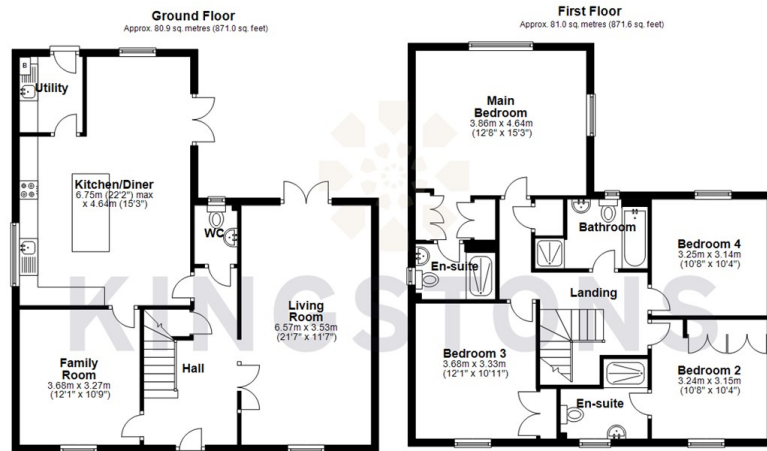 Ground Floor
Approx. 80.9 sq. metres (871.0 sq. feet)
B
Utility
Kitchen/Diner
6.75m (22'2") max
x 4.64m (15'3")
WC
Living
Room
6.57m x 3.53m
(21'7" x 11'7")
Family
Room
3.68m x 3.27m
(12'1" x 10'9")
Hall
First Floor
Approx. 81.0 sq. metres (871.6 sq. feet)
Main
Bedroom
3.86m x 4.64m
(12'8" x 15'3")
Bathroom
En-suite
Bedroom 4
3.25m x 3.14m
(10'8" x 10'4")
Landing
Bedroom 3
3.68m x 3.33m
(12'1" x 10'11")
Bedroom 2
3.24m x 3.15m
(10'8" x 10'4")
En-suite
KINGSTONS